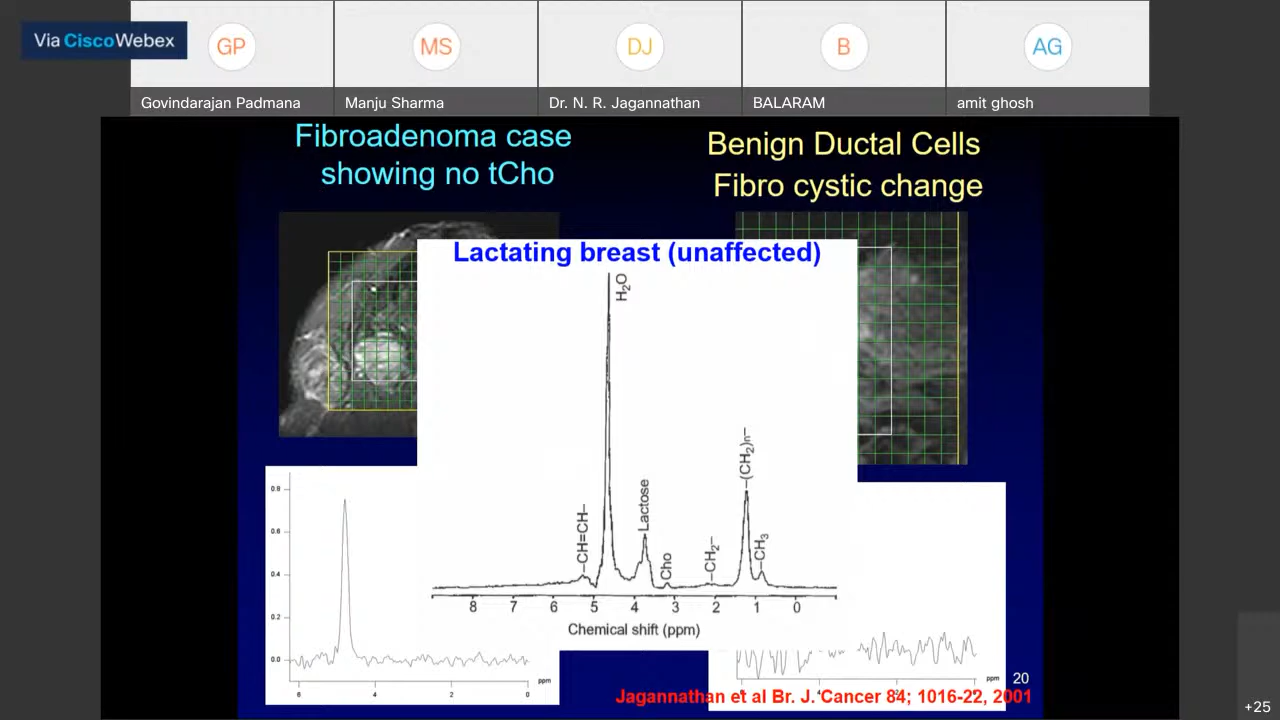 Via Cisco Webex
GP
MS
DJ
B
AG
Govindarajan Padmana
Manju Sharma
Dr. N. R. Jagannathan
BALARAM
amit ghosh
Fibroadenoma case
showing no tCho
Benign Ductal Cells
Fibro cystic change
Lactating breast (unaffected)
H₂O
–CH=CH–
Lactose
Cho
–CH₂–
–(CH₂)n–
–CH₃
8 7 6 5 4 3 2 1 0
Chemical shift (ppm)
0.8
0.6
0.4
0.2
0.0
6 4 2 0
ppm
ppm
20
Jagannathan et al Br. J. Cancer 84; 1016-22, 2001
+25